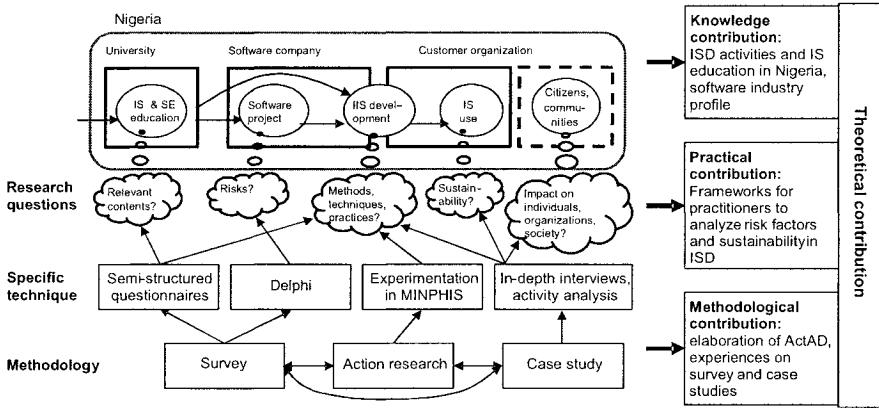 Nigeria
University
Software company
Customer organization
IS & SE
education
Software
project
IIS devel-
opment
IS
use
Citizens,
commu-
nities
Research
questions
Relevant
contents?
Risks?
Methods,
techniques,
practices?
Sustain-
ability?
Impact on
individuals,
organizations,
society?
Specific
technique
Semi-structured
questionnaires
Delphi
Experimentation
in MINPHIS
In-depth interviews,
activity analysis
Methodology
Survey
Action research
Case study
Knowledge
contribution:
ISD activities and IS
education in Nigeria,
software industry
profile
Practical
contribution:
Frameworks for
practitioners to
analyze risk factors
and sustainabilityin
ISD
Methodological
contribution:
elaboration of ActAD,
experiences on
survey and case
studies
Theoretical contribution